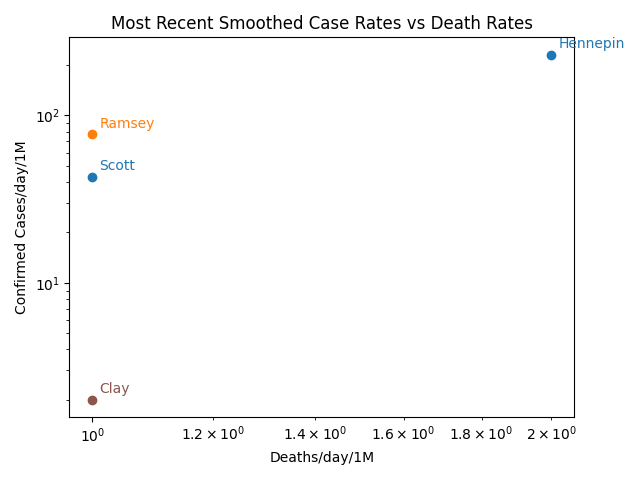 Most Recent Smoothed Case Rates vs Death Rates
Hennepin
10²
Ramsey
Scott
Confirmed Cases/day/1M
10¹
Clay
10⁰
1.2 × 10⁰
1.4 × 10⁰
1.6 × 10⁰
1.8 × 10⁰
2 × 10⁰
Deaths/day/1M